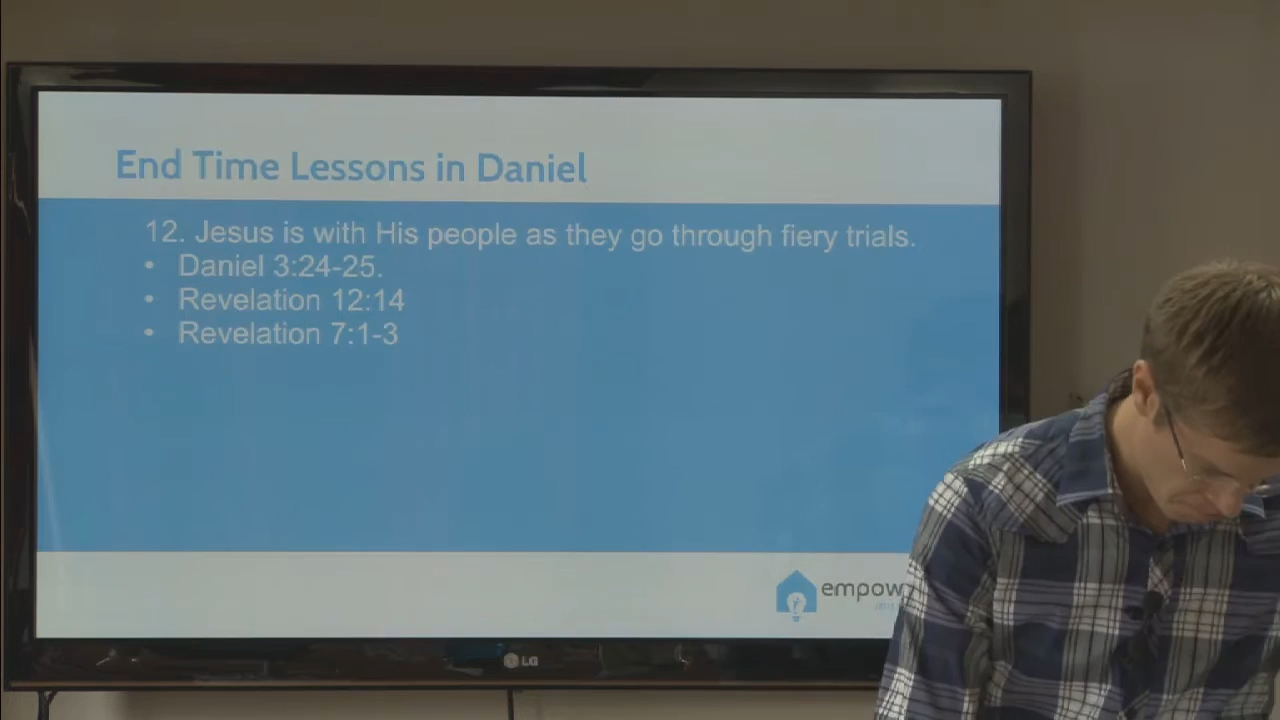 End Time Lessons in Daniel
12. Jesus is with His people as they go through fiery trials.
• Daniel 3:24-25.
• Revelation 12:14
• Revelation 7:1-3
empow
LG